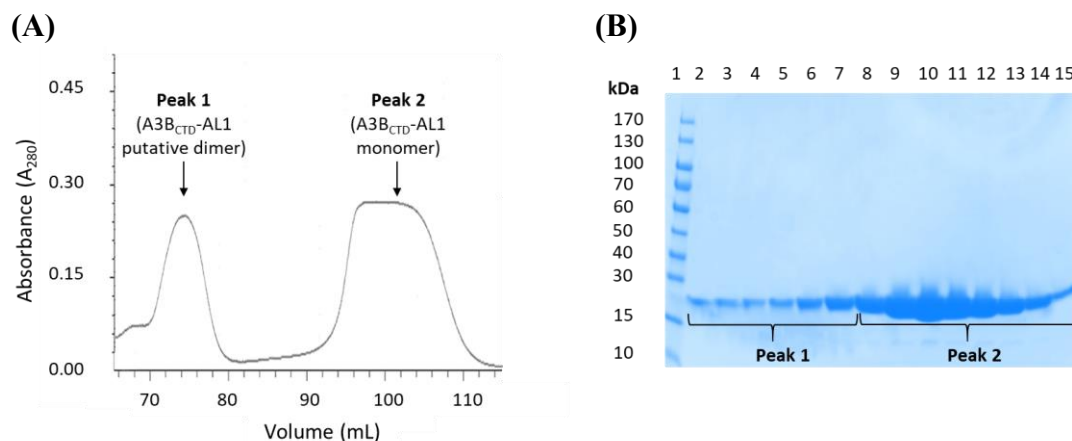 (A)
0.45
0.30
0.15
0.00
Absorbance (A280)
Peak 1
(A3BCTD-AL1
putative dimer)
Peak 2
(A3BCTD-AL1
monomer)
70 80 90 100 110
Volume (mL)
(B)
1 2 3 4 5 6 7 8 9 10 11 12 13 14 15
kDa
170
130
100
70
60
50
40
30
15
10
Peak 1 Peak 2